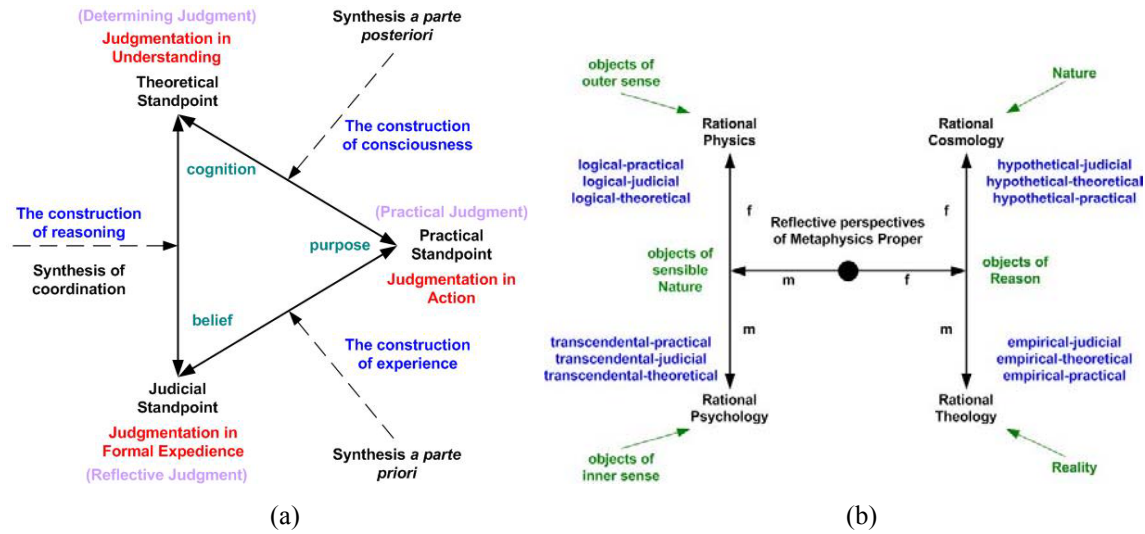 (Determining Judgment)
Judgmentation in
Understanding
Theoretical
Standpoint
Synthesis a parte
posteriori
The construction
of consciousness
cognition
The construction
of reasoning
Synthesis of
coordination
purpose
(Practical Judgment)
Practical
Standpoint
Judgmentation in
Action
belief
The construction
of experience
Judicial
Standpoint
Judgmentation in
Formal Expedience
(Reflective Judgment)
Synthesis a parte
priori
(a)
objects of
outer sense
Nature
Rational
Physics
Rational
Cosmology
logical-practical
logical-judicial
logical-theoretical
hypothetical-judicial
hypothetical-theoretical
hypothetical-practical
f
f
Reflective perspectives
of Metaphysics Proper
objects of
sensible
Nature
m
f
objects of
Reason
m
m
transcendental-practical
transcendental-judicial
transcendental-theoretical
empirical-judicial
empirical-theoretical
empirical-practical
Rational
Psychology
Rational
Theology
objects of
inner sense
Reality
(b)